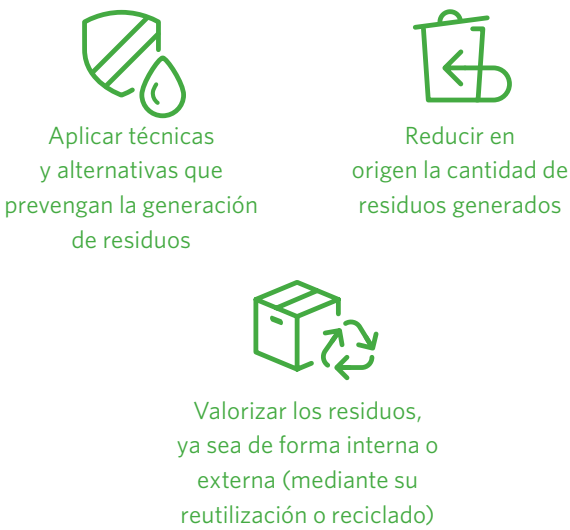 Aplicar técnicas
y alternativas que
prevengan la generación
de residuos
Reducir en
origen la cantidad de
residuos generados
Valorizar los residuos,
ya sea de forma interna o
externa (mediante su
reutilización o reciclado)